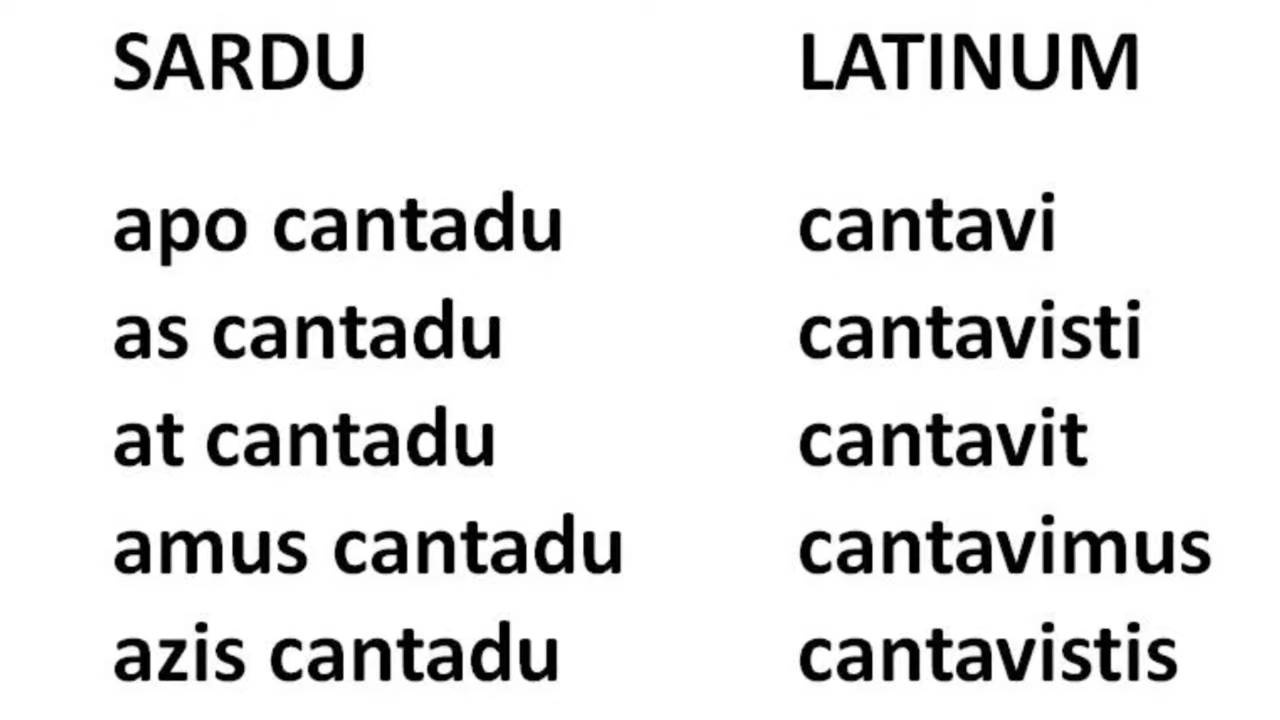 SARDU LATINUM
apo cantadu cantavi
as cantadu cantavisti
at cantadu cantavit
amus cantadu cantavimus
azis cantadu cantavistis